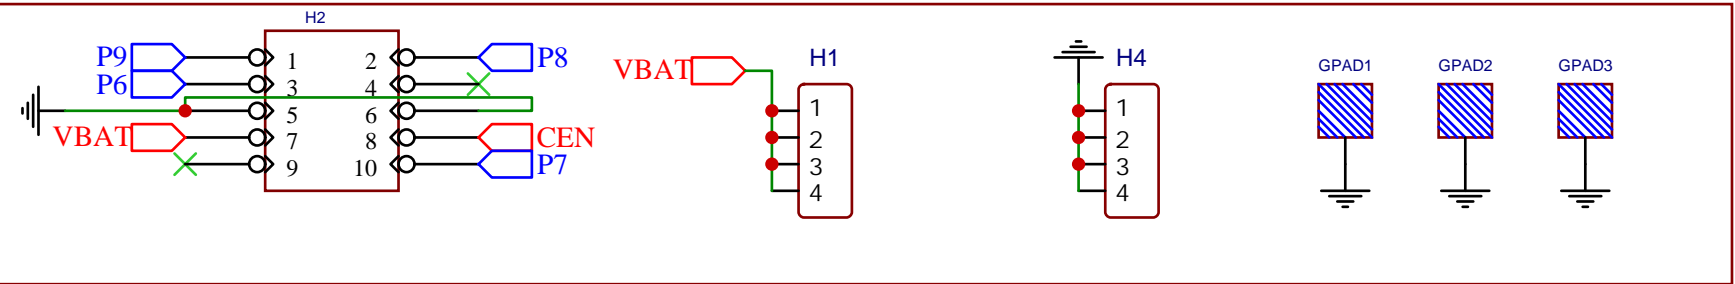 H2
P9 1 2 P8
P6 3 4
5 6
VBAT 7 8 CEN
9 10 P7
VBAT
H1
1
2
3
4
H4
1
2
3
4
GPAD1 GPAD2 GPAD3